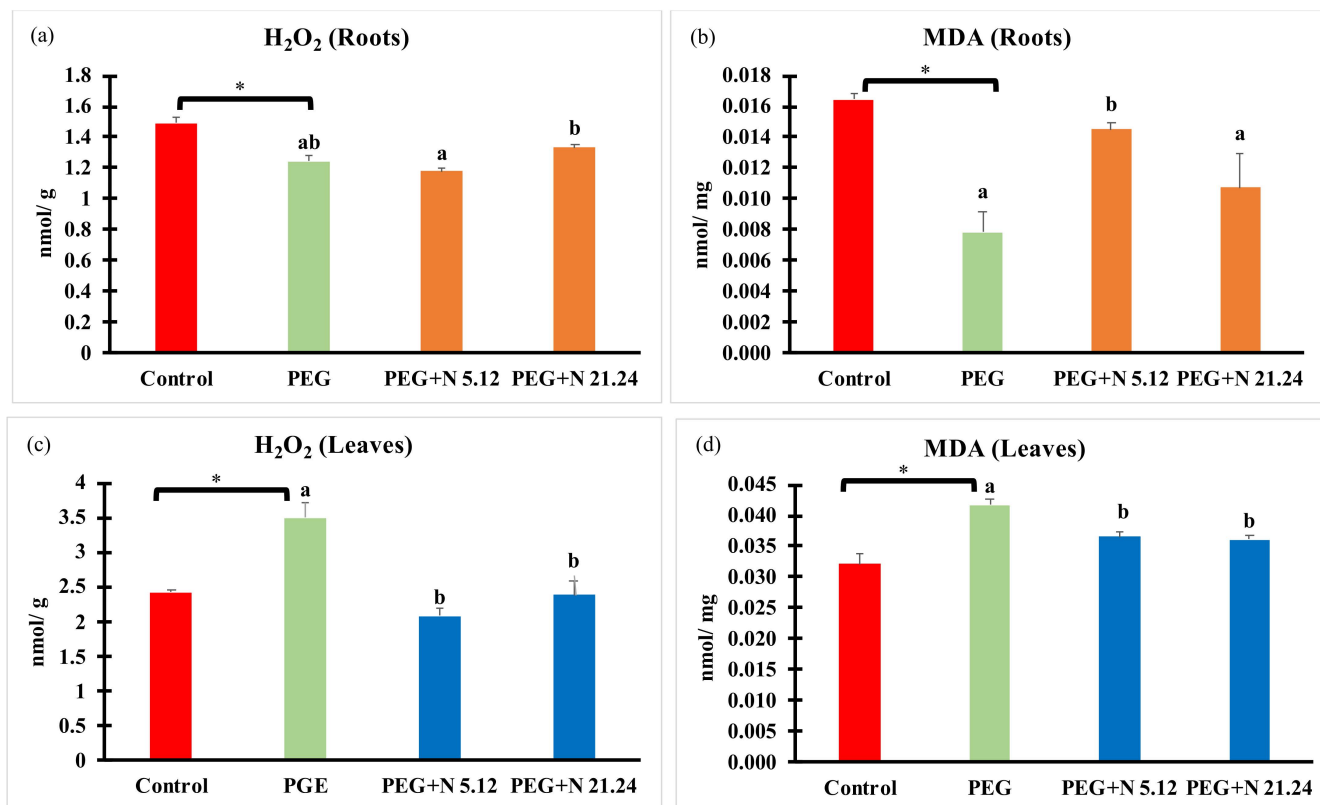 (a)
H₂O₂ (Roots)
nmol/ g
1.8
1.6
1.4
1.2
1
0.8
0.6
0.4
0.2
0
*
ab
a
b
Control PEG PEG+N 5.12 PEG+N 21.24
(b)
MDA (Roots)
nmol/ mg
0.018
0.016
0.014
0.012
0.010
0.008
0.006
0.004
0.002
0.000
*
a
b
a
Control PEG PEG+N 5.12 PEG+N 21.24
(c)
H₂O₂ (Leaves)
nmol/ g
4
3.5
3
2.5
2
1.5
1
0.5
0
*
a
b
b
Control PGE PEG+N 5.12 PEG+N 21.24
(d)
MDA (Leaves)
nmol/ mg
0.045
0.040
0.035
0.030
0.025
0.020
0.015
0.010
0.005
0.000
*
a
b
b
Control PEG PEG+N 5.12 PEG+N 21.24